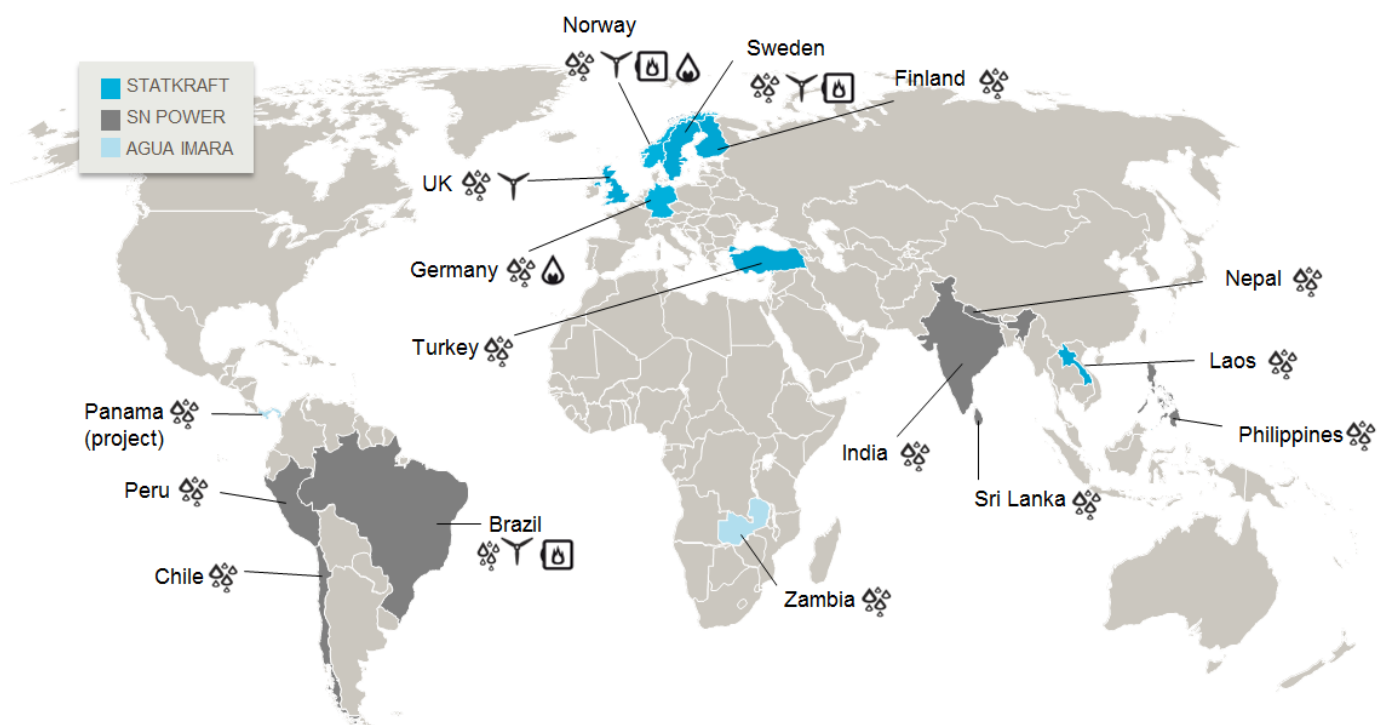 Norway
Sweden
Finland
STATKRAFT
SN POWER
AGUA IMARA
UK
Germany
Nepal
Turkey
Laos
Panama
(project)
India
Philippines
Peru
Sri Lanka
Brazil
Chile
Zambia